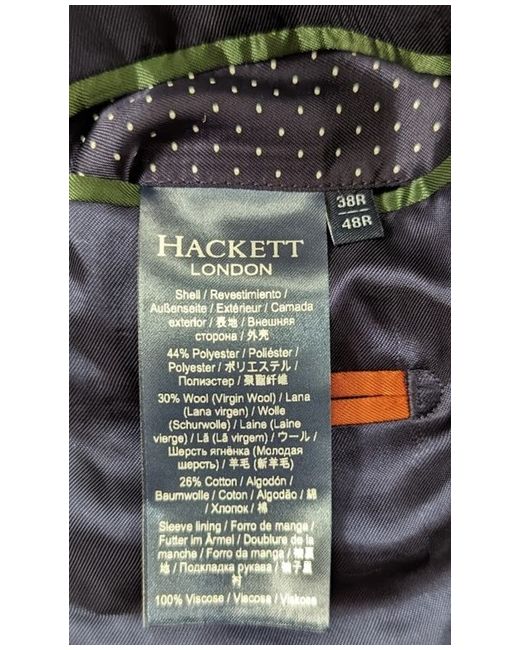 38R
48R
HACKETT
LONDON
Shell / Revestimiento /
Außenseite / Extérieur / Camada
exterior / 表地 / Внешняя
сторона / 外壳
44% Polyester / Poliéster /
Polyester / ポリエステル /
Полиэстер / 聚酯纤维
30% Wool (Virgin Wool) / Lana
(Lana virgen) / Wolle
(Schurwolle) / Laine (Laine
vierge) / Lã (Lã virgem) / ウール /
Шерсть ягнёнка (Молодая
шерсть) / 羊毛 (新羊毛)
26% Cotton / Algodón /
Baumwolle / Coton / Algodão / 綿
/ Хлопок / 棉
Sleeve lining / Forro de manga /
Futter im Ärmel / Doublure de la
manche / Forro da manga / 袖裏
地 / Подкладка рукава / 袖子里
衬
100% Viscose / Viscosa / Viskose